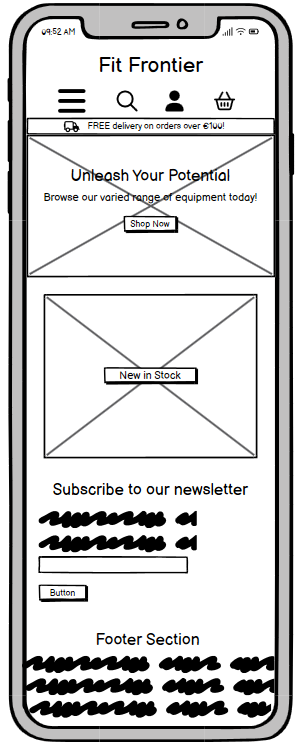 09:52 AM
Fit Frontier
FREE delivery on orders over €100!
Unleash Your Potential
Browse our varied range of equipment today!
Shop Now
New in Stock
Subscribe to our newsletter
Button
Footer Section